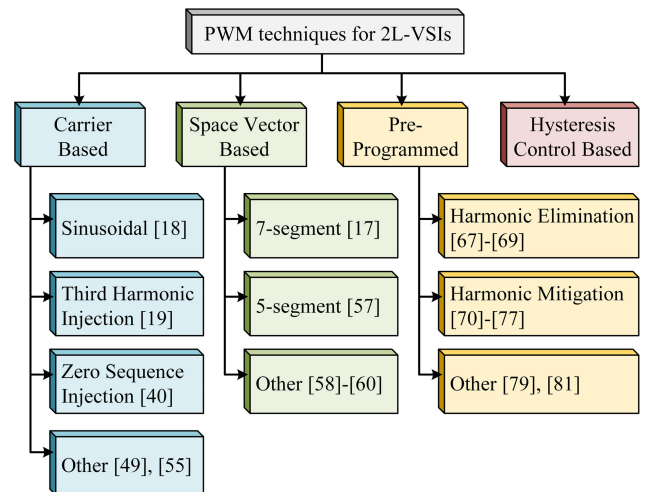 PWM techniques for 2L-VSIs
Carrier
Based
Space Vector
Based
Pre-
Programmed
Hysteresis
Control Based
Sinusoidal [18]
Third Harmonic
Injection [19]
Zero Sequence
Injection [40]
Other [49], [55]
7-segment [17]
5-segment [57]
Other [58]-[60]
Harmonic Elimination
[67]-[69]
Harmonic Mitigation
[70]-[77]
Other [79], [81]